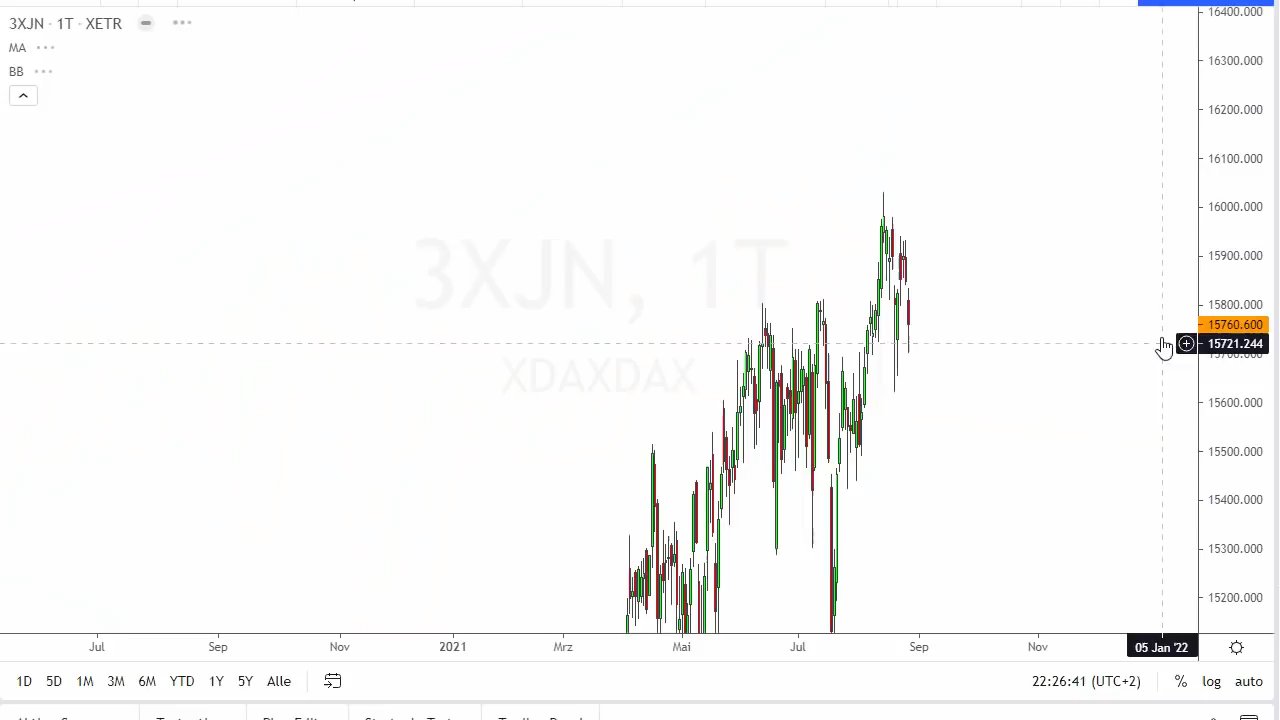 3XJN · 1T · XETR
MA
BB
3XJN, 1T
XDAXDAX
16400.000
16300.000
16200.000
16100.000
16000.000
15900.000
15800.000
15760.600
15721.244
15600.000
15500.000
15400.000
15300.000
15200.000
Jul Sep Nov 2021 Mrz Mai Jul Sep Nov 05 Jan '22
1D 5D 1M 3M 6M YTD 1Y 5Y Alle 22:26:41 (UTC+2) % log auto